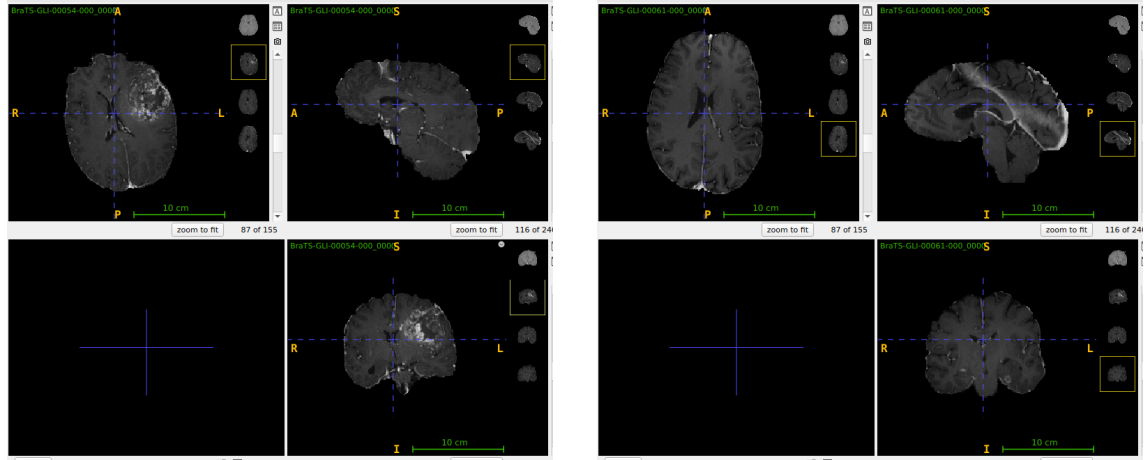 BraTS-GLI-00054-000_000
A
R
L
P
10 cm
zoom to fit
87 of 155
BraTS-GLI-00054-000_000
S
A
P
I
10 cm
zoom to fit
116 of 240
BraTS-GLI-00054-000_000
S
R
L
I
10 cm
BraTS-GLI-00061-000_000
A
R
L
P
10 cm
zoom to fit
87 of 155
BraTS-GLI-00061-000_000
S
A
P
I
10 cm
zoom to fit
116 of 24
BraTS-GLI-00061-000_000
S
R
L
I
10 cm